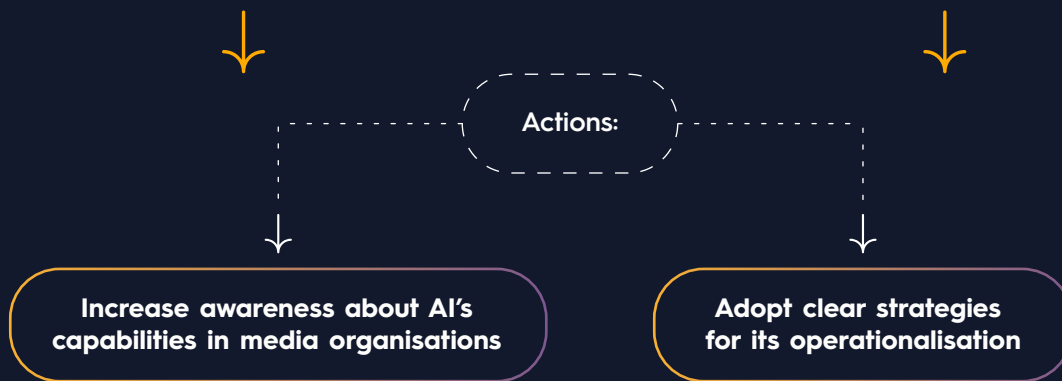 Actions:
Increase awareness about AI’s
capabilities in media organisations
Adopt clear strategies
for its operationalisation